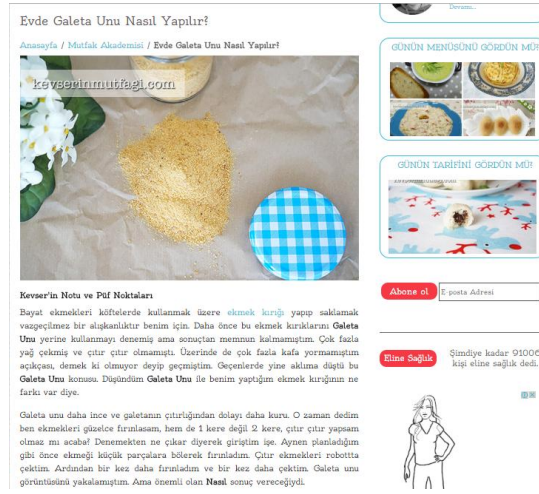 Evde Galeta Unu Nasıl Yapılır?
Anasayfa / Mutfak Akademisi / Evde Galeta Unu Nasıl Yapılır?
kevserinmutfagi.com
Kevser'in Notu ve Püf Noktaları
Bayat ekmekleri köftelerde kullanmak üzere ekmek kırığı yapıp saklamak
vazgeçilmez bir alışkanlıktır benim için. Daha önce bu ekmek kırıklarını Galeta
Unu yerine kullanmayı denemiş ama sonuçtan memnun kalmamıştım. Çok fazla
yağ çekmiş ve çıtır çıtır olmamıştı. Üzerinde de çok fazla kafa yormamıştım
açıkçası, demek ki olmuyor deyip geçmiştim. Geçenlerde yine aklıma düştü bu
Galeta Unu konusu. Düşündüm Galeta Unu ile benim yaptığım ekmek kırığının ne
farkı var diye.
Galeta unu daha ince ve galetanın çıtırlığından dolayı daha kuru. O zaman dedim
ben ekmekleri güzelce fırınlasam, hem de 1 kere değil 2 kere, çıtır çıtır yapsam
olmaz mı acaba? Denemekten ne çıkar diyerek giriştim işe. Aynen planladığım
gibi önce ekmeği küçük parçalara bölerek fırınladım. Çıtır ekmekleri robottta
çektim. Ardından bir kez daha fırınladım ve bir kez daha çektim. Galeta unu
görüntüsünü yakalamıştım. Ama önemli olan Nasıl sonuç vereceğiydi.
Devamı...
GÜNÜN MENÜSÜNÜ GÖRDÜN MÜ?
GÜNÜN TARİFİNİ GÖRDÜN MÜ?
Abone ol E-posta Adresi
Eline Sağlık Şimdiye kadar 91006
kişi eline sağlık dedi.